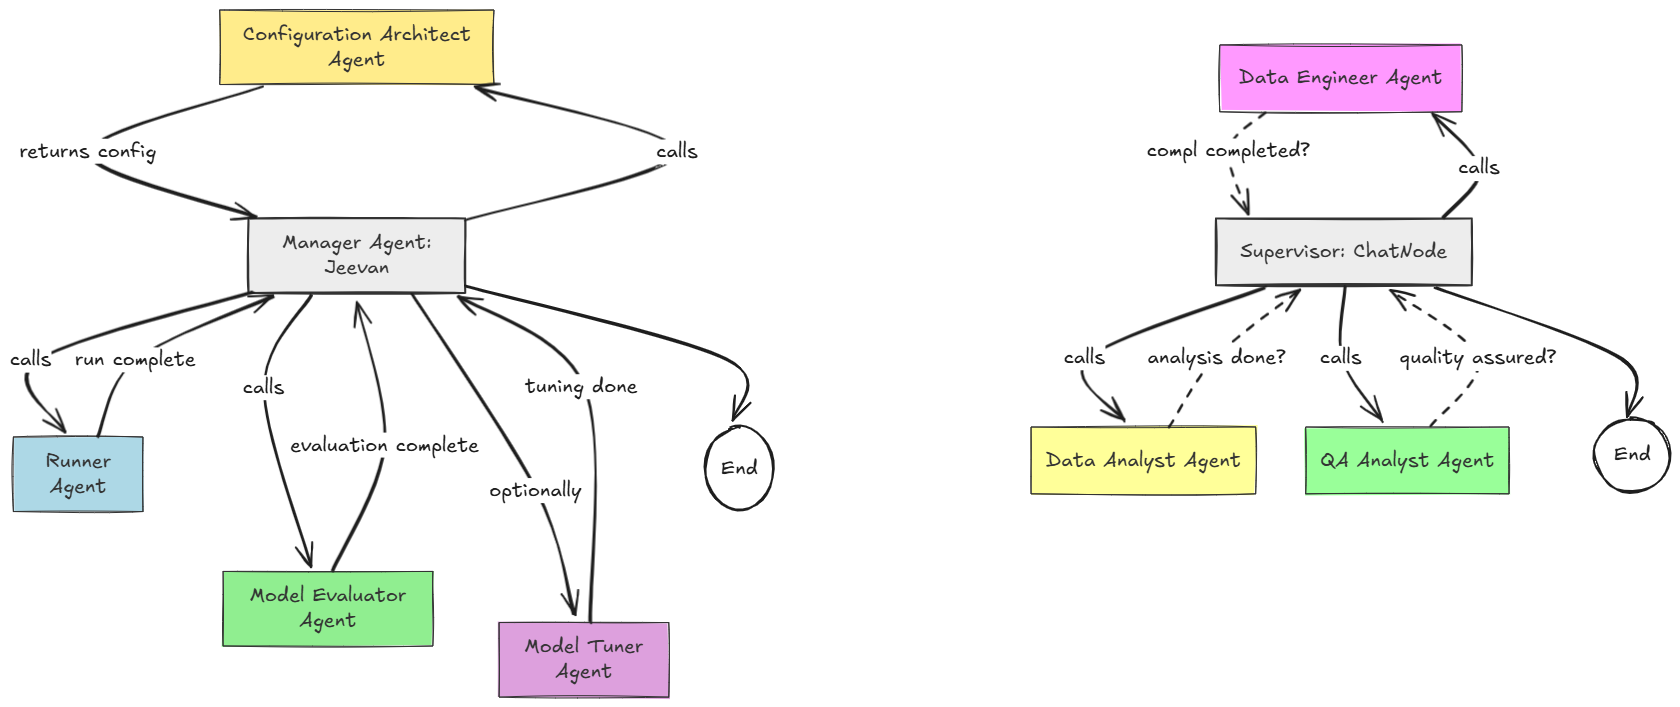 Configuration Architect
Agent
returns config
calls
Manager Agent:
Jeevan
calls
run complete
calls
evaluation complete
optionally
tuning done
End
Runner
Agent
Model Evaluator
Agent
Model Tuner
Agent
Data Engineer Agent
compl completed?
calls
Supervisor: ChatNode
calls
analysis done?
calls
quality assured?
Data Analyst Agent
QA Analyst Agent
End